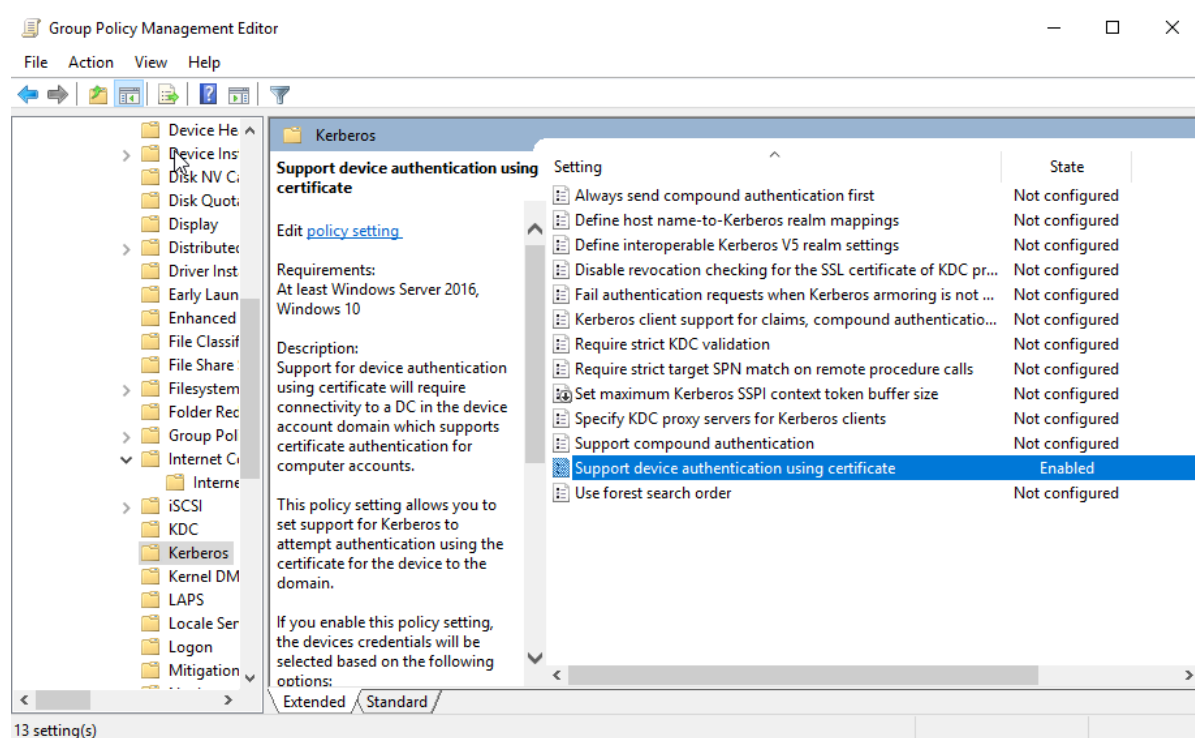 Group Policy Management Editor
File Action View Help
Device He
Device Ins
Disk NV Ca
Disk Quota
Display
Distributed
Driver Inst
Early Laun
Enhanced
File Classif
File Share
Filesystem
Folder Red
Group Pol
Internet Co
Interne
iSCSI
KDC
Kerberos
Kernel DM
LAPS
Locale Ser
Logon
Mitigation
Kerberos
Support device authentication using
certificate
Edit policy setting
Requirements:
At least Windows Server 2016,
Windows 10
Description:
Support for device authentication
using certificate will require
connectivity to a DC in the device
account domain which supports
certificate authentication for
computer accounts.
This policy setting allows you to
set support for Kerberos to
attempt authentication using the
certificate for the device to the
domain.
If you enable this policy setting,
the devices credentials will be
selected based on the following
options:
Setting State
Always send compound authentication first Not configured
Define host name-to-Kerberos realm mappings Not configured
Define interoperable Kerberos V5 realm settings Not configured
Disable revocation checking for the SSL certificate of KDC pr... Not configured
Fail authentication requests when Kerberos armoring is not ... Not configured
Kerberos client support for claims, compound authenticatio... Not configured
Require strict KDC validation Not configured
Require strict target SPN match on remote procedure calls Not configured
Set maximum Kerberos SSPI context token buffer size Not configured
Specify KDC proxy servers for Kerberos clients Not configured
Support compound authentication Not configured
Support device authentication using certificate Enabled
Use forest search order Not configured
Extended Standard
13 setting(s)